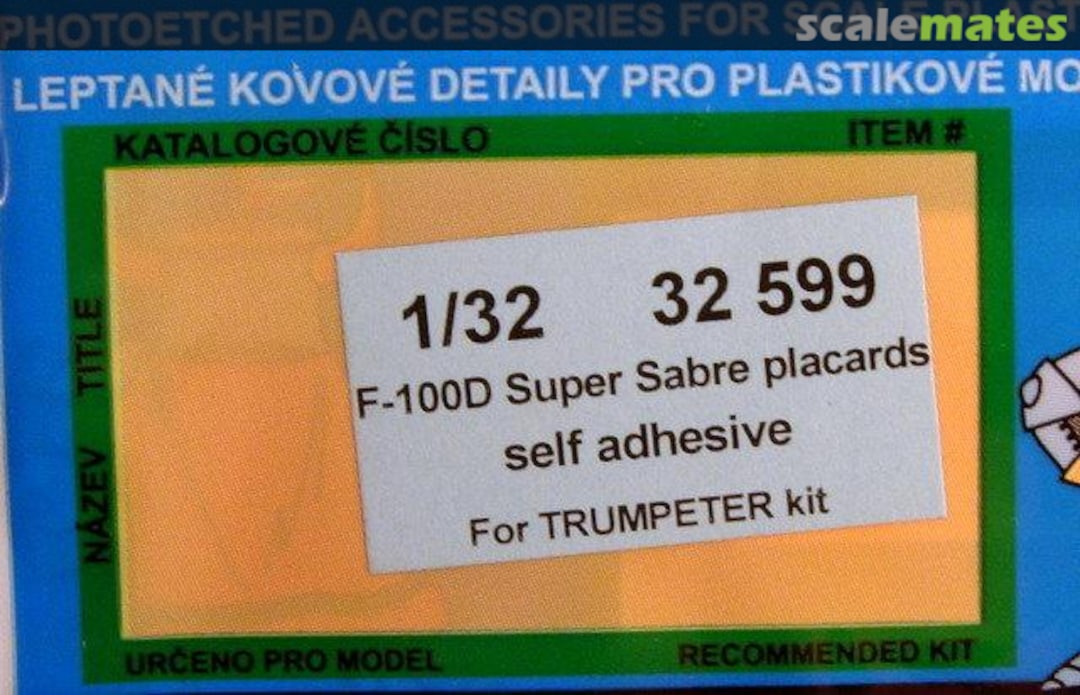 PHOTOETCHED ACCESSORIES FOR SCALE PLAST
scalemates
LEPTANÉ KOVOVÉ DETAILY PRO PLASTIKOVÉ MO
KATALOGOVÉ ČÍSLO ITEM #
NÁZEV TITLE
1/32 32 599
F-100D Super Sabre placards
self adhesive
For TRUMPETER kit
URČENO PRO MODEL RECOMMENDED KIT